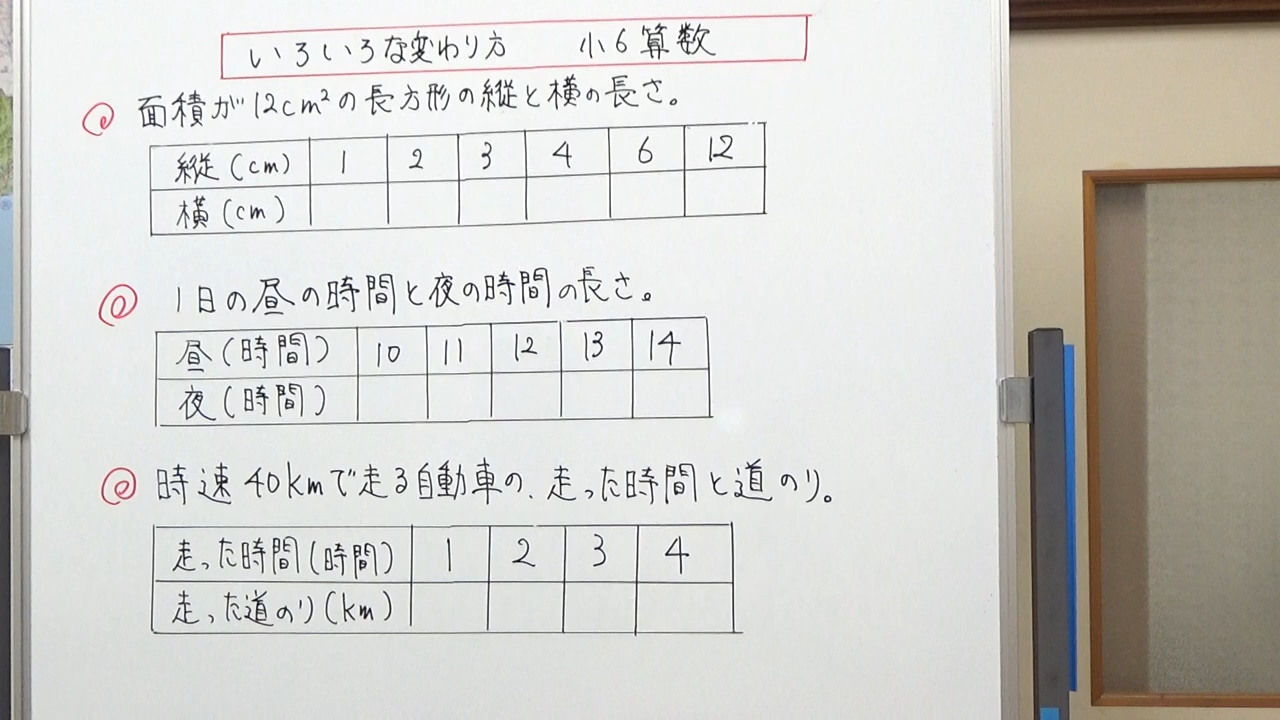 いろいろな変わり方 小6算数
面積が12cm²の長方形の縦と横の長さ。
縦(cm) 1 2 3 4 6 12
横(cm)
1日の昼の時間と夜の時間の長さ。
昼(時間) 10 11 12 13 14
夜(時間)
時速40kmで走る自動車の、走った時間と道のり。
走った時間(時間) 1 2 3 4
走った道のり(km)